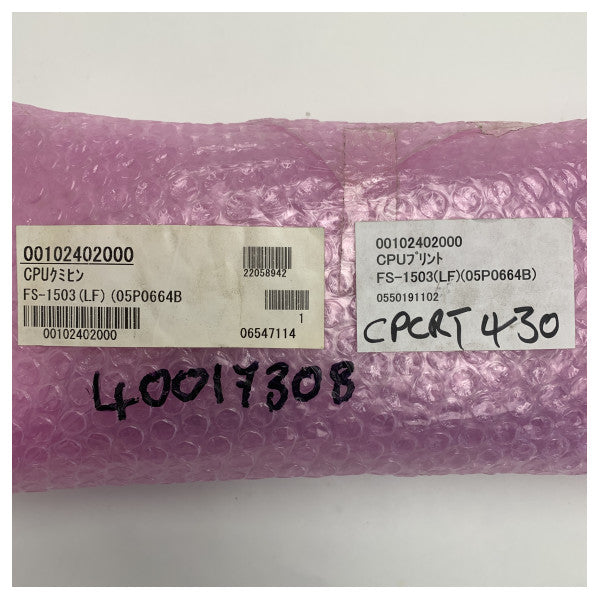 00102402000
CPUｸﾐﾋﾝ
22058942
FS-1503(LF) (05P0664B
1
00102402000
06547114
00102402000
CPUﾌﾟﾘﾝﾄ
FS-1503(LF)(05P0664B)
0550191102
CPCRT 430
40017308